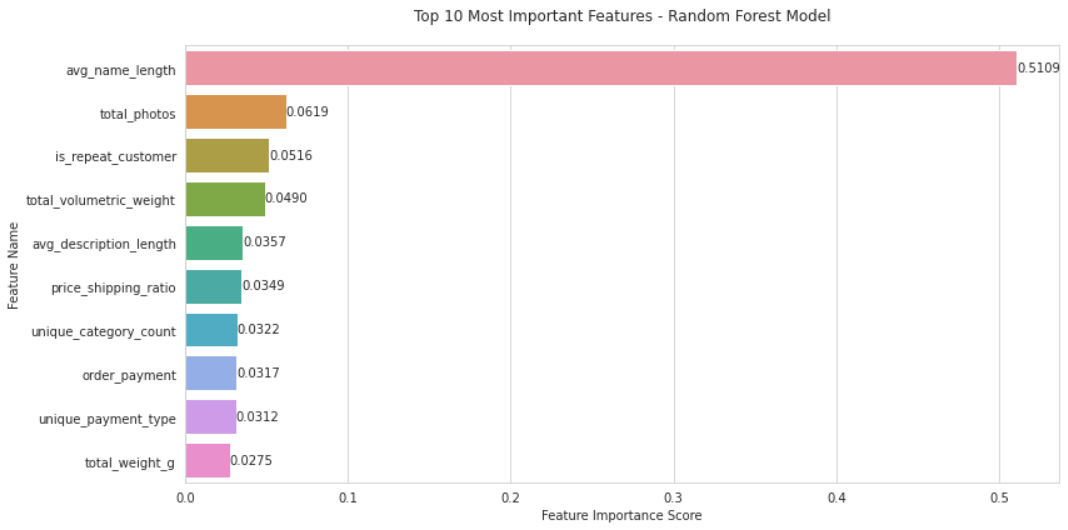 Top 10 Most Important Features - Random Forest Model
Feature Name
avg_name_length 0.5109
total_photos 0.0619
is_repeat_customer 0.0516
total_volumetric_weight 0.0490
avg_description_length 0.0357
price_shipping_ratio 0.0349
unique_category_count 0.0322
order_payment 0.0317
unique_payment_type 0.0312
total_weight_g 0.0275
0.0 0.1 0.2 0.3 0.4 0.5
Feature Importance Score